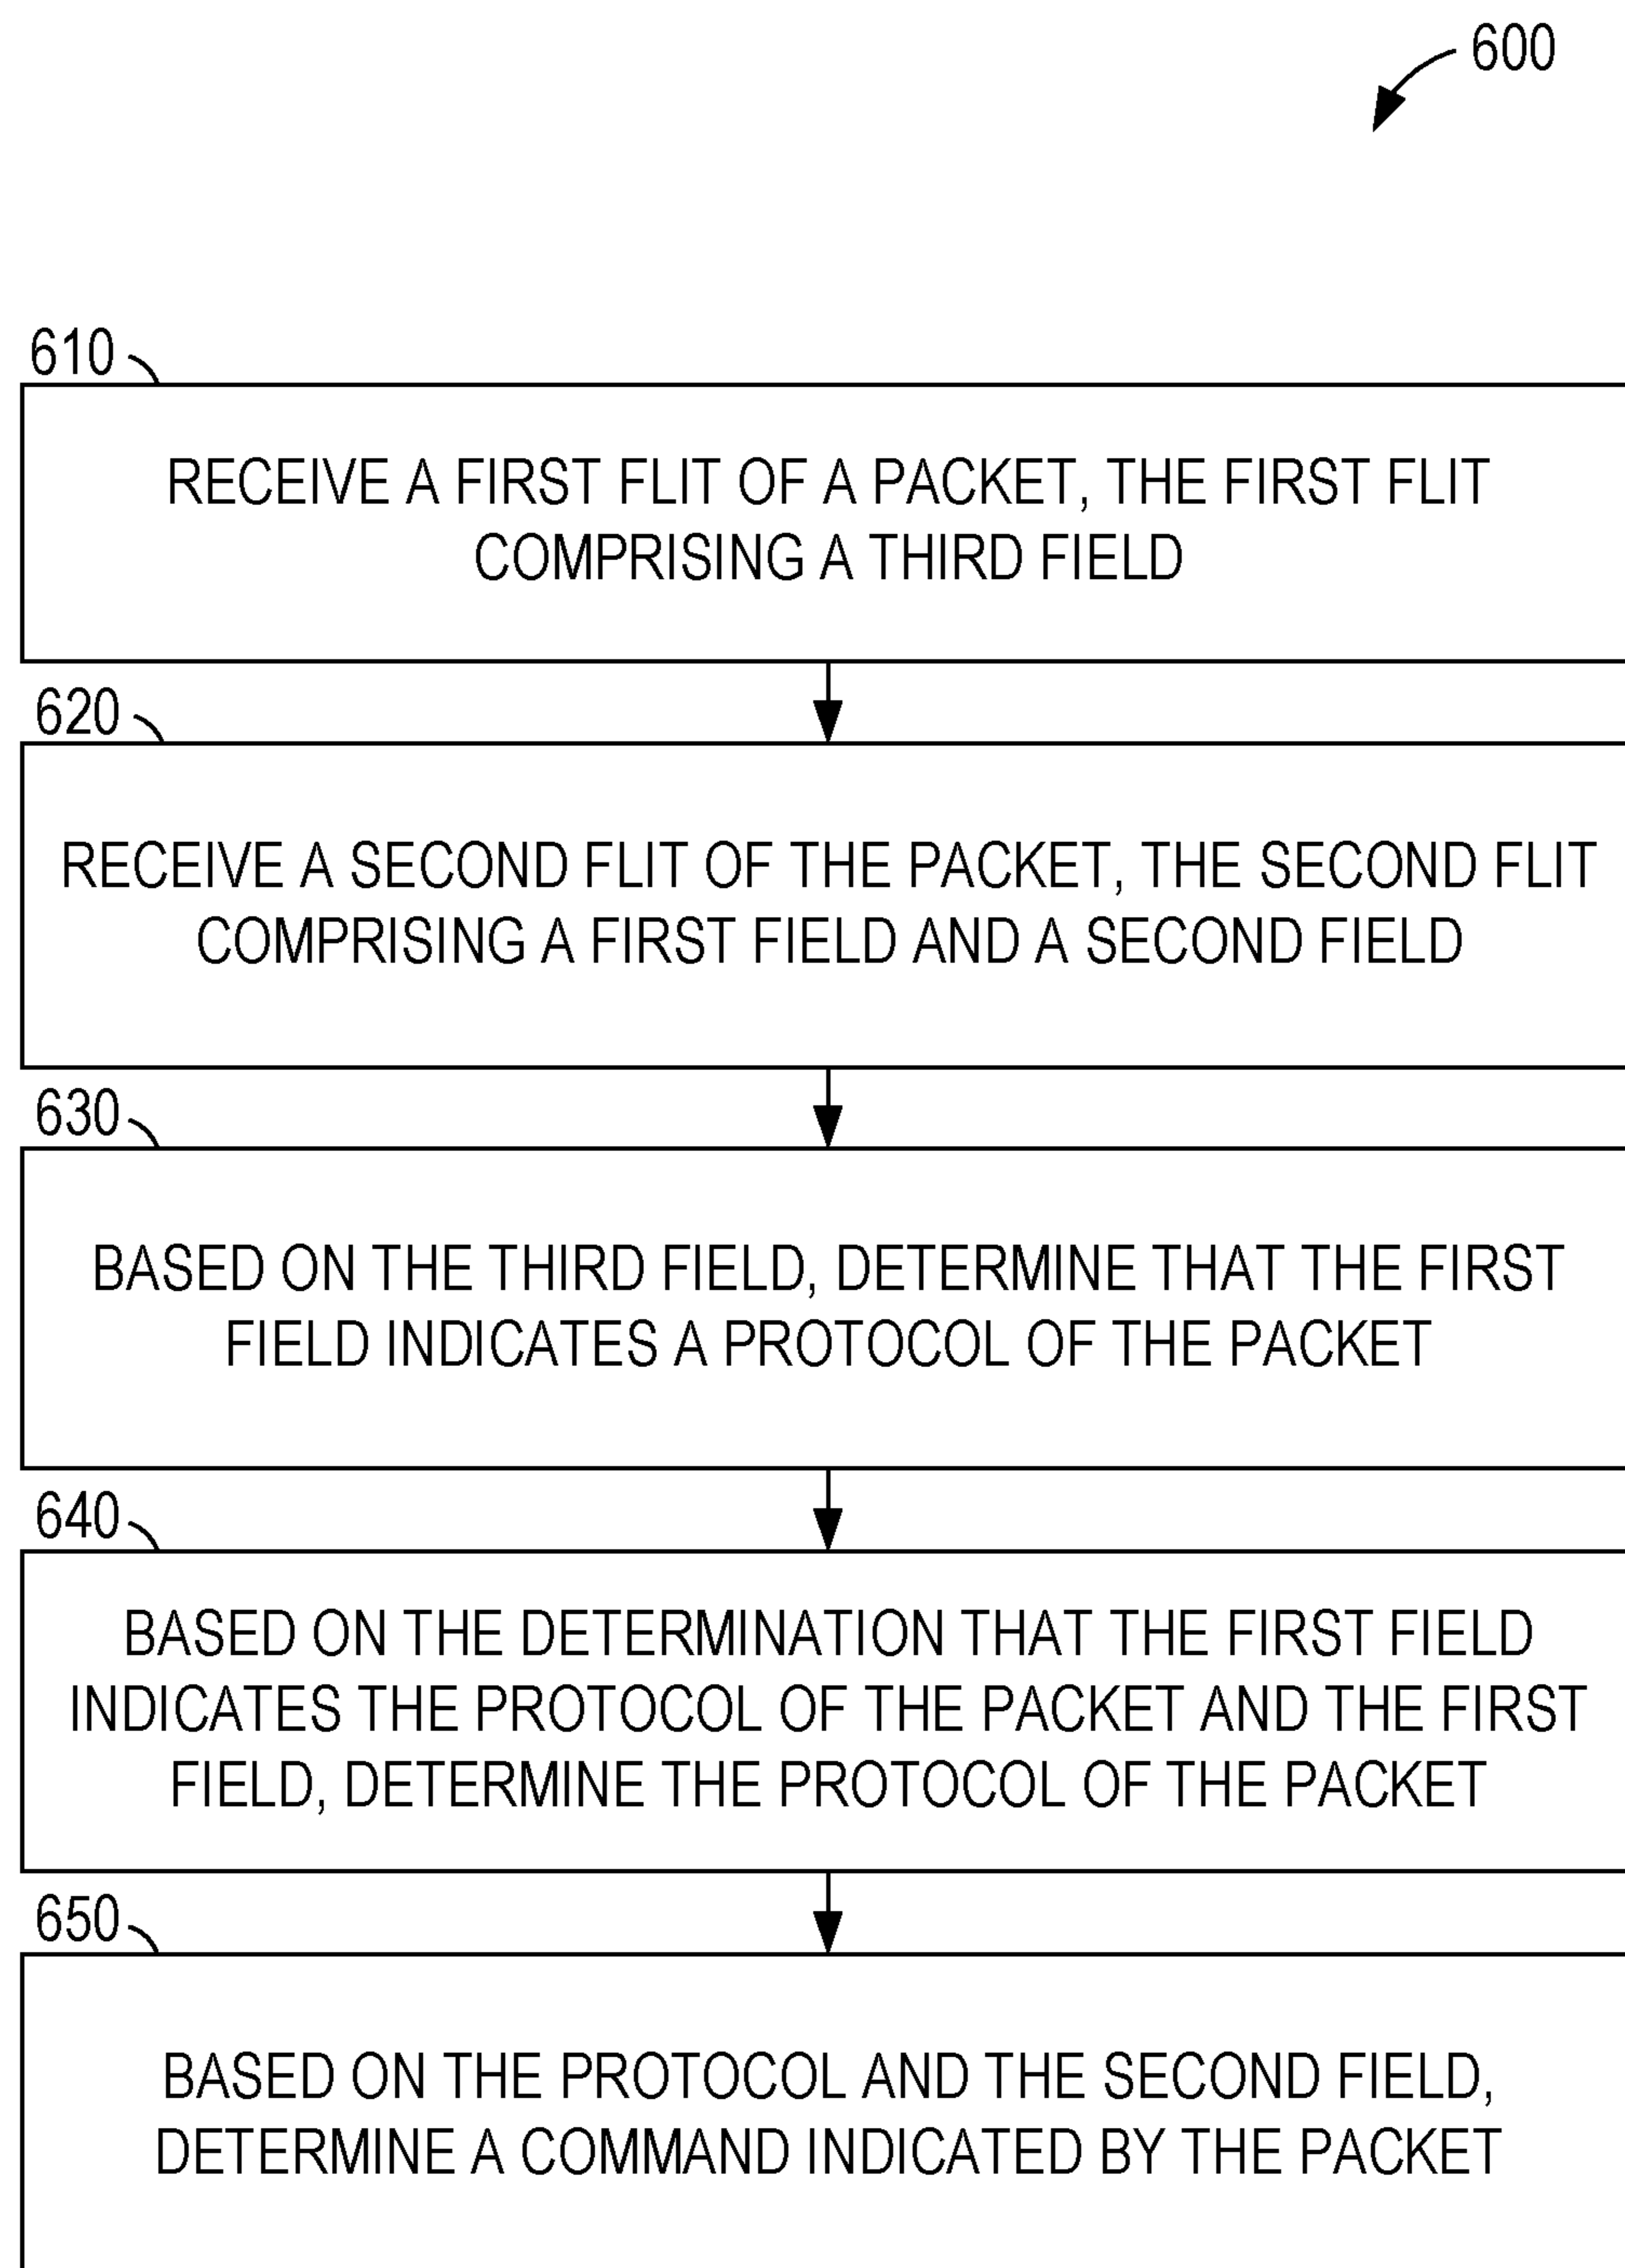 600
610
RECEIVE A FIRST FLIT OF A PACKET, THE FIRST FLIT
COMPRISING A THIRD FIELD
620
RECEIVE A SECOND FLIT OF THE PACKET, THE SECOND FLIT
COMPRISING A FIRST FIELD AND A SECOND FIELD
630
BASED ON THE THIRD FIELD, DETERMINE THAT THE FIRST
FIELD INDICATES A PROTOCOL OF THE PACKET
640
BASED ON THE DETERMINATION THAT THE FIRST FIELD
INDICATES THE PROTOCOL OF THE PACKET AND THE FIRST
FIELD, DETERMINE THE PROTOCOL OF THE PACKET
650
BASED ON THE PROTOCOL AND THE SECOND FIELD,
DETERMINE A COMMAND INDICATED BY THE PACKET